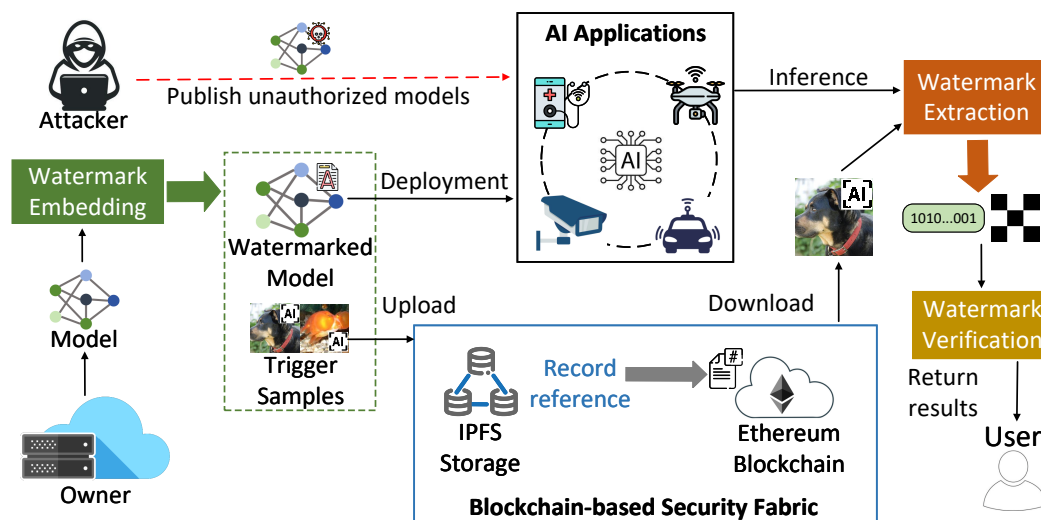 Attacker
Publish unauthorized models
AI Applications
AI
Inference
Watermark
Extraction
Watermark
Embedding
A
Watermarked
Model
Deployment
AI
1010...001
Model
AI
AI
Trigger
Samples
Upload
Download
Watermark
Verification
Return
results
User
Owner
IPFS
Storage
Record
reference
#
Ethereum
Blockchain
Blockchain-based Security Fabric